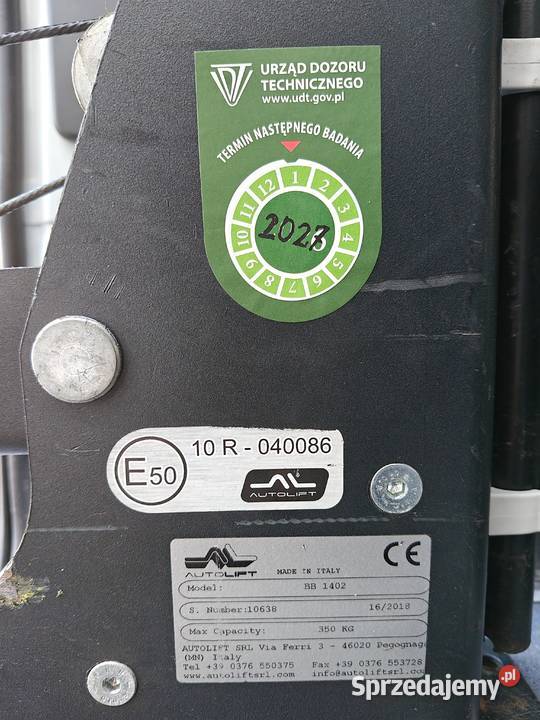 URZĄD DOZORU
TECHNICZNEGO
www.udt.gov.pl
TERMIN NASTĘPNEGO BADANIA
1 2 3 4 5 6 7 8 9 10 11 12
2027
E50
10 R - 040086
AUTOLIFT
AUTOLIFT
MADE IN ITALY
CE
Model: BB 1402
S. Number:10638 16/2018
Max Capacity: 350 KG
AUTOLIFT SRL Via Ferri 3 - 46020 Pegognaga
(MN) Italy
Tel +39 0376 550375 Fax +39 0376 553728
www.autoliftsrl.com info@autoliftsrl.com
Sprzedajemy.pl